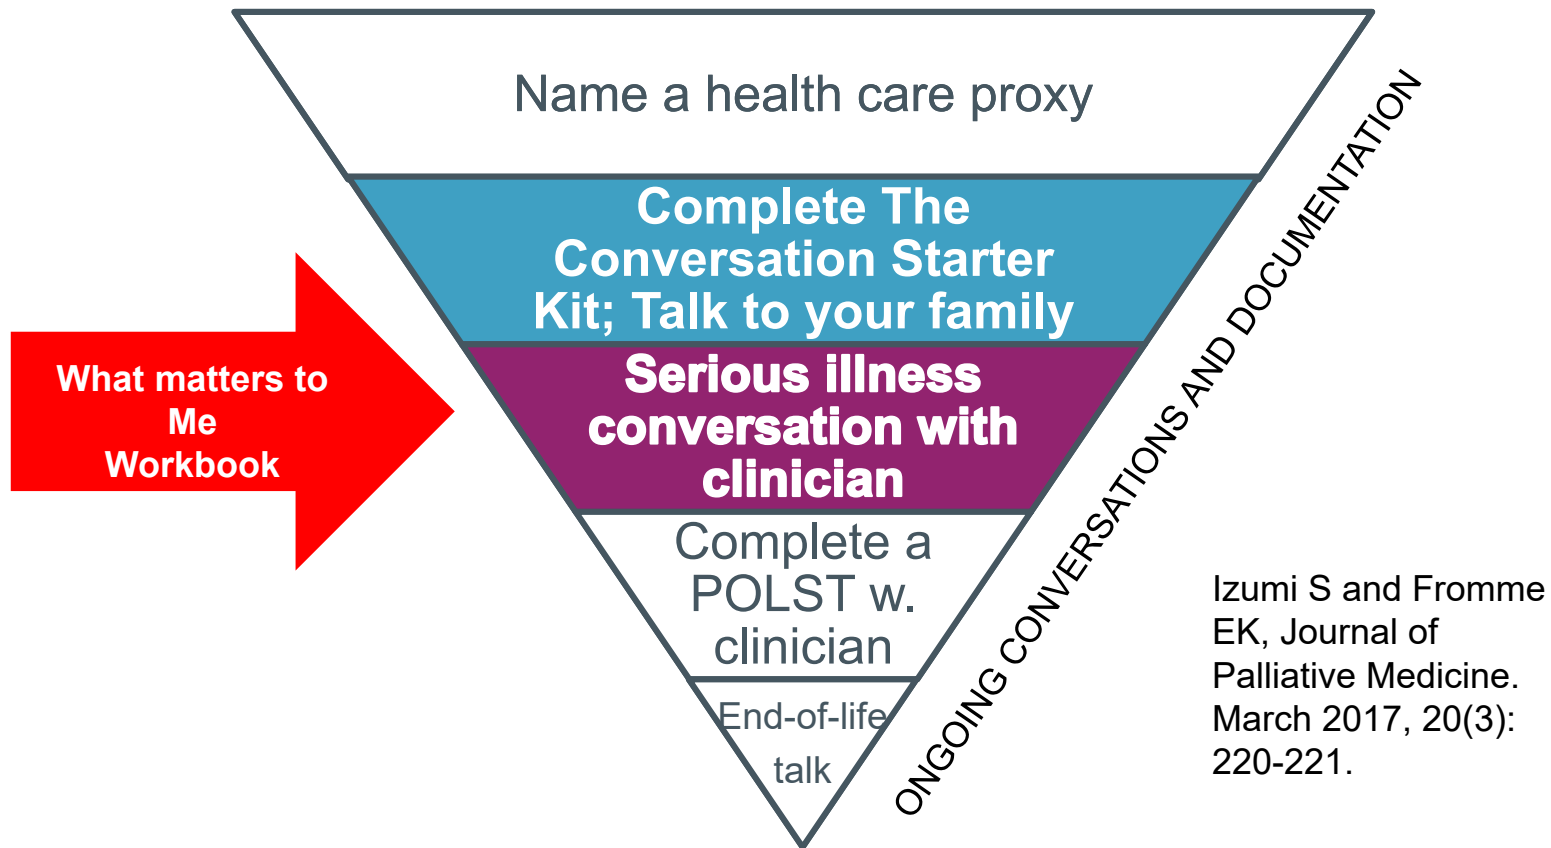 Name a health care proxy
Complete The
Conversation Starter
Kit; Talk to your family
What matters to
Me
Workbook
Serious illness
conversation with
clinician
Complete a
POLST w.
clinician
End-of-life
talk
ONGOING CONVERSATIONS AND DOCUMENTATION
Izumi S and Fromme
EK, Journal of
Palliative Medicine.
March 2017, 20(3):
220-221.